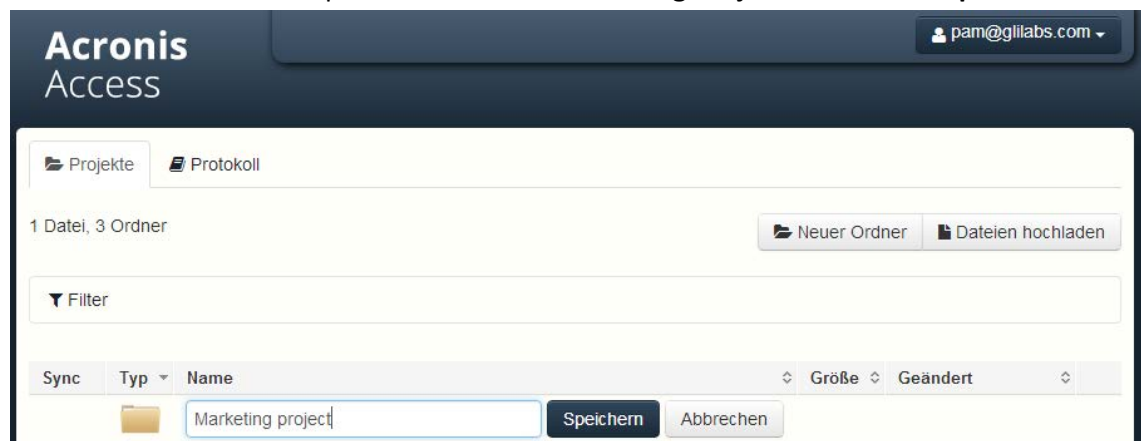 Acronis
Access
pam@glilabs.com
Projekte Protokoll
1 Datei, 3 Ordner
Neuer Ordner Dateien hochladen
Filter
Sync Typ Name Größe Geändert
Marketing project Speichern Abbrechen